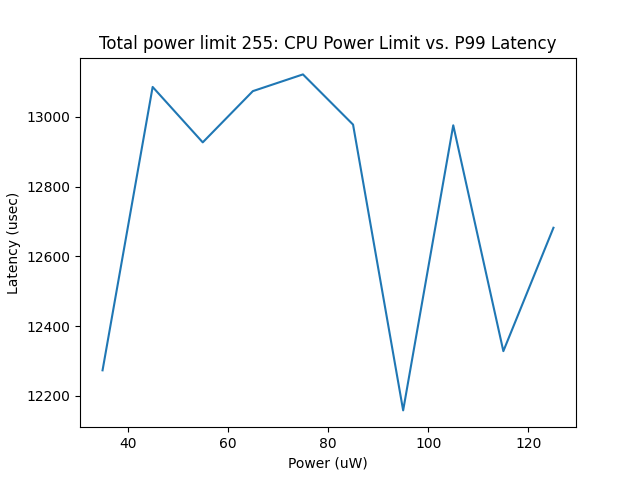 Total power limit 255: CPU Power Limit vs. P99 Latency
13000
12800
12600
12400
12200
Latency (usec)
40 60 80 100 120
Power (uW)